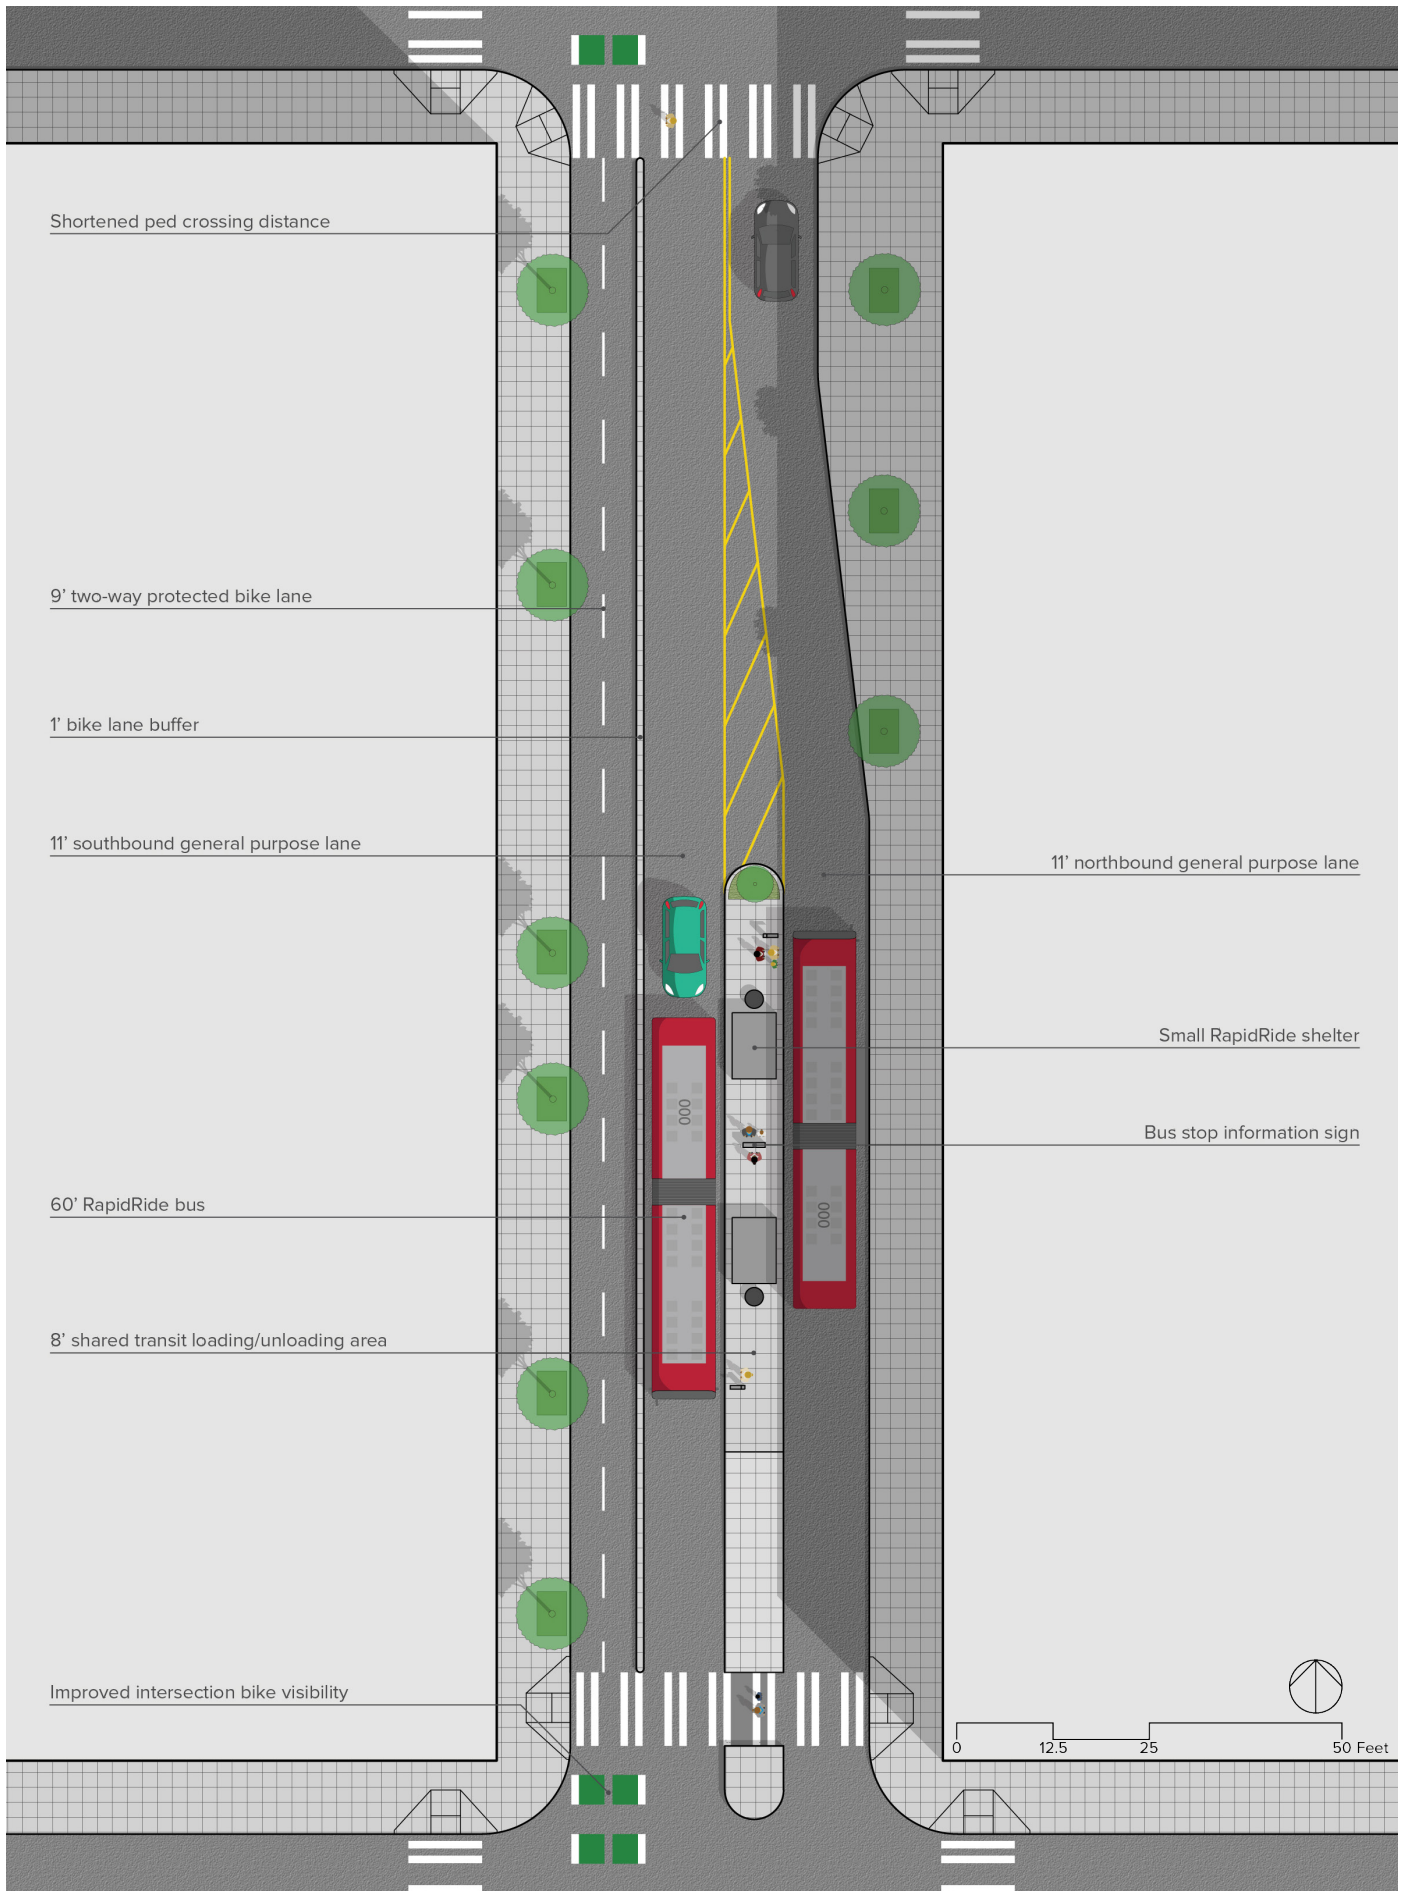 Shortened ped crossing distance
9’ two-way protected bike lane
1’ bike lane buffer
11’ southbound general purpose lane
11’ northbound general purpose lane
Small RapidRide shelter
000
Bus stop information sign
60’ RapidRide bus
000
8’ shared transit loading/unloading area
Improved intersection bike visibility
0 12.5 25 50 Feet